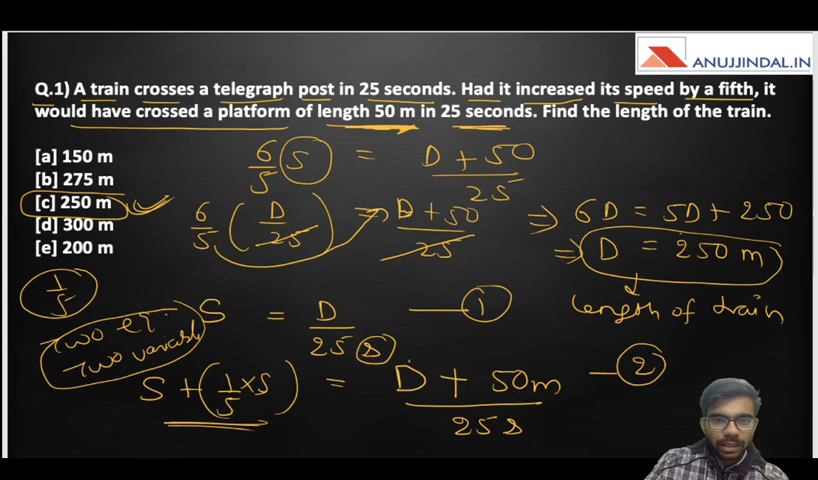 ANUJJINDAL.IN
Q.1) A train crosses a telegraph post in 25 seconds. Had it increased its speed by a fifth, it
would have crossed a platform of length 50 m in 25 seconds. Find the length of the train.
[a] 150 m
[b] 275 m
[c] 250 m
[d] 300 m
[e] 200 m
6/5 S = D + 50/25
6/5 (D/25) = D + 50/25 ⇒ 6D = 5D + 250
⇒ D = 250 m
length of train
1/5
S = D/25 s — 1
Two eq.
Two variable
S + (1/5 × S) = D + 50m/25s — 2